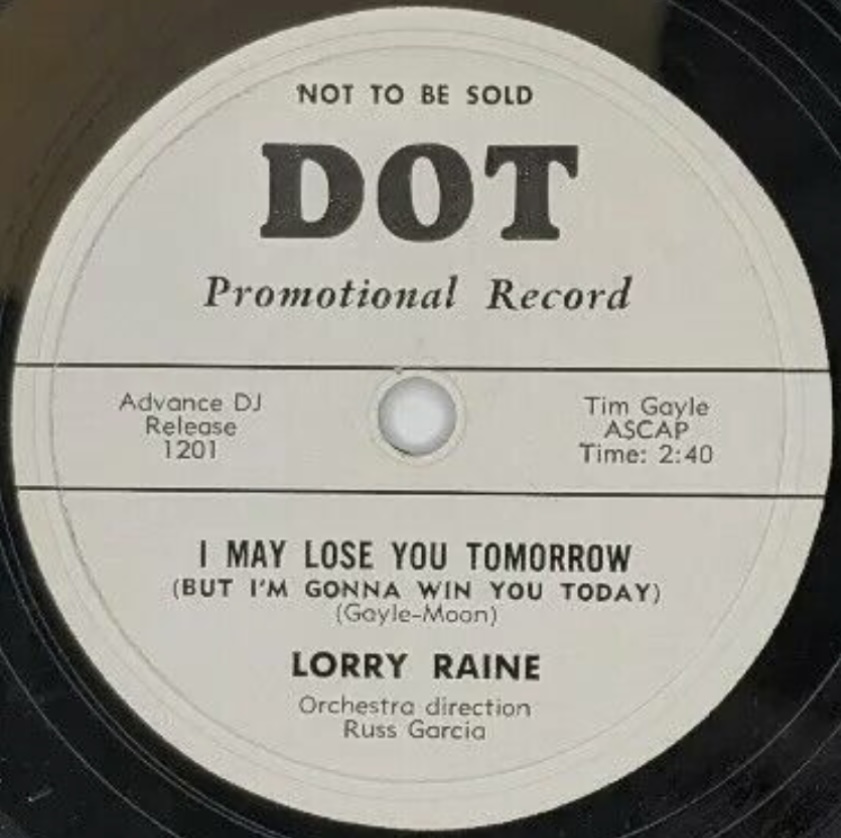 NOT TO BE SOLD
DOT
Promotional Record
Advance DJ
Release
1201
Tim Gayle
ASCAP
Time: 2:40
I MAY LOSE YOU TOMORROW
(BUT I'M GONNA WIN YOU TODAY)
(Gayle-Moon)
LORRY RAINE
Orchestra direction
Russ Garcia